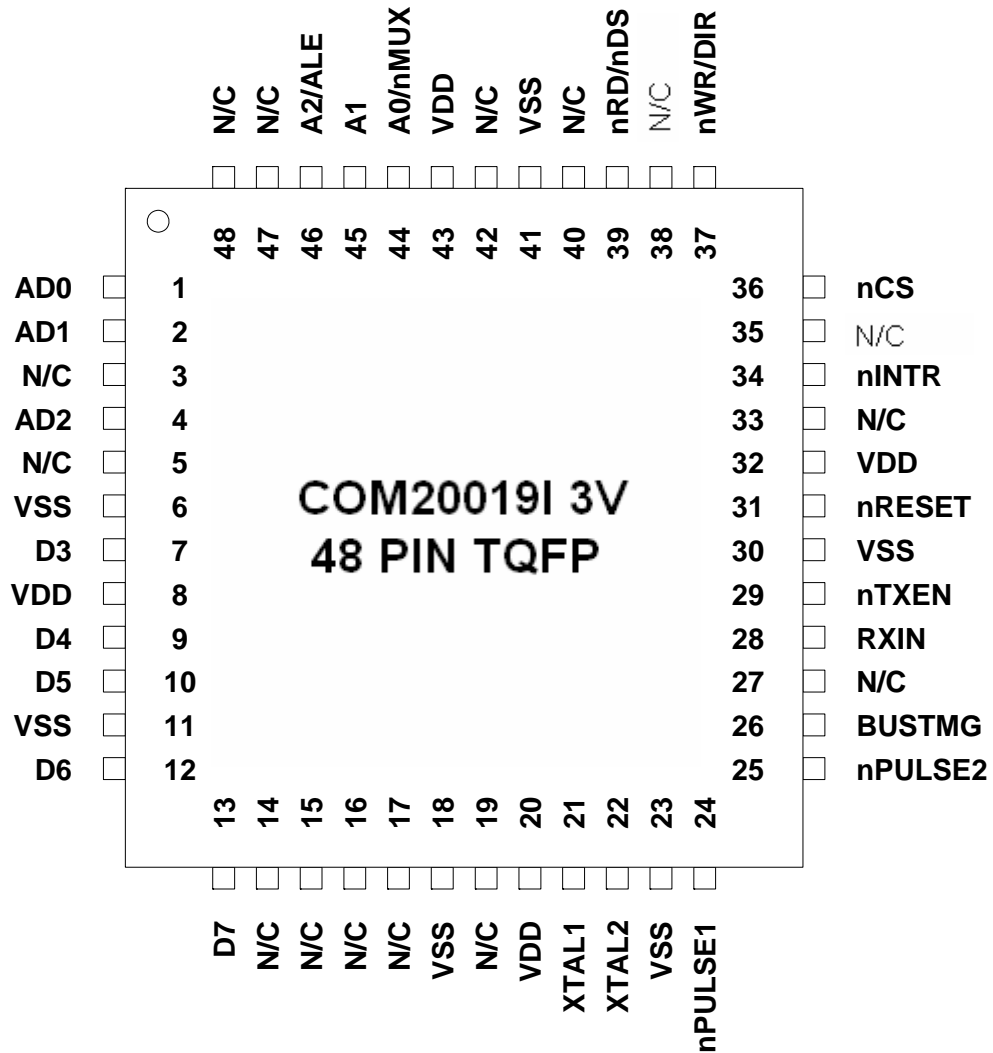 N/C
N/C
A2/ALE
A1
A0/nMUX
VDD
N/C
VSS
N/C
nRD/nDS
N/C
nWR/DIR
48
47
46
45
44
43
42
41
40
39
38
37
AD0 1
AD1 2
N/C 3
AD2 4
N/C 5
VSS 6
D3 7
VDD 8
D4 9
D5 10
VSS 11
D6 12
COM20019I 3V
48 PIN TQFP
36 nCS
35 N/C
34 nINTR
33 N/C
32 VDD
31 nRESET
30 VSS
29 nTXEN
28 RXIN
27 N/C
26 BUSTMG
25 nPULSE2
13
14
15
16
17
18
19
20
21
22
23
24
D7
N/C
N/C
N/C
N/C
VSS
N/C
VDD
XTAL1
XTAL2
VSS
nPULSE1